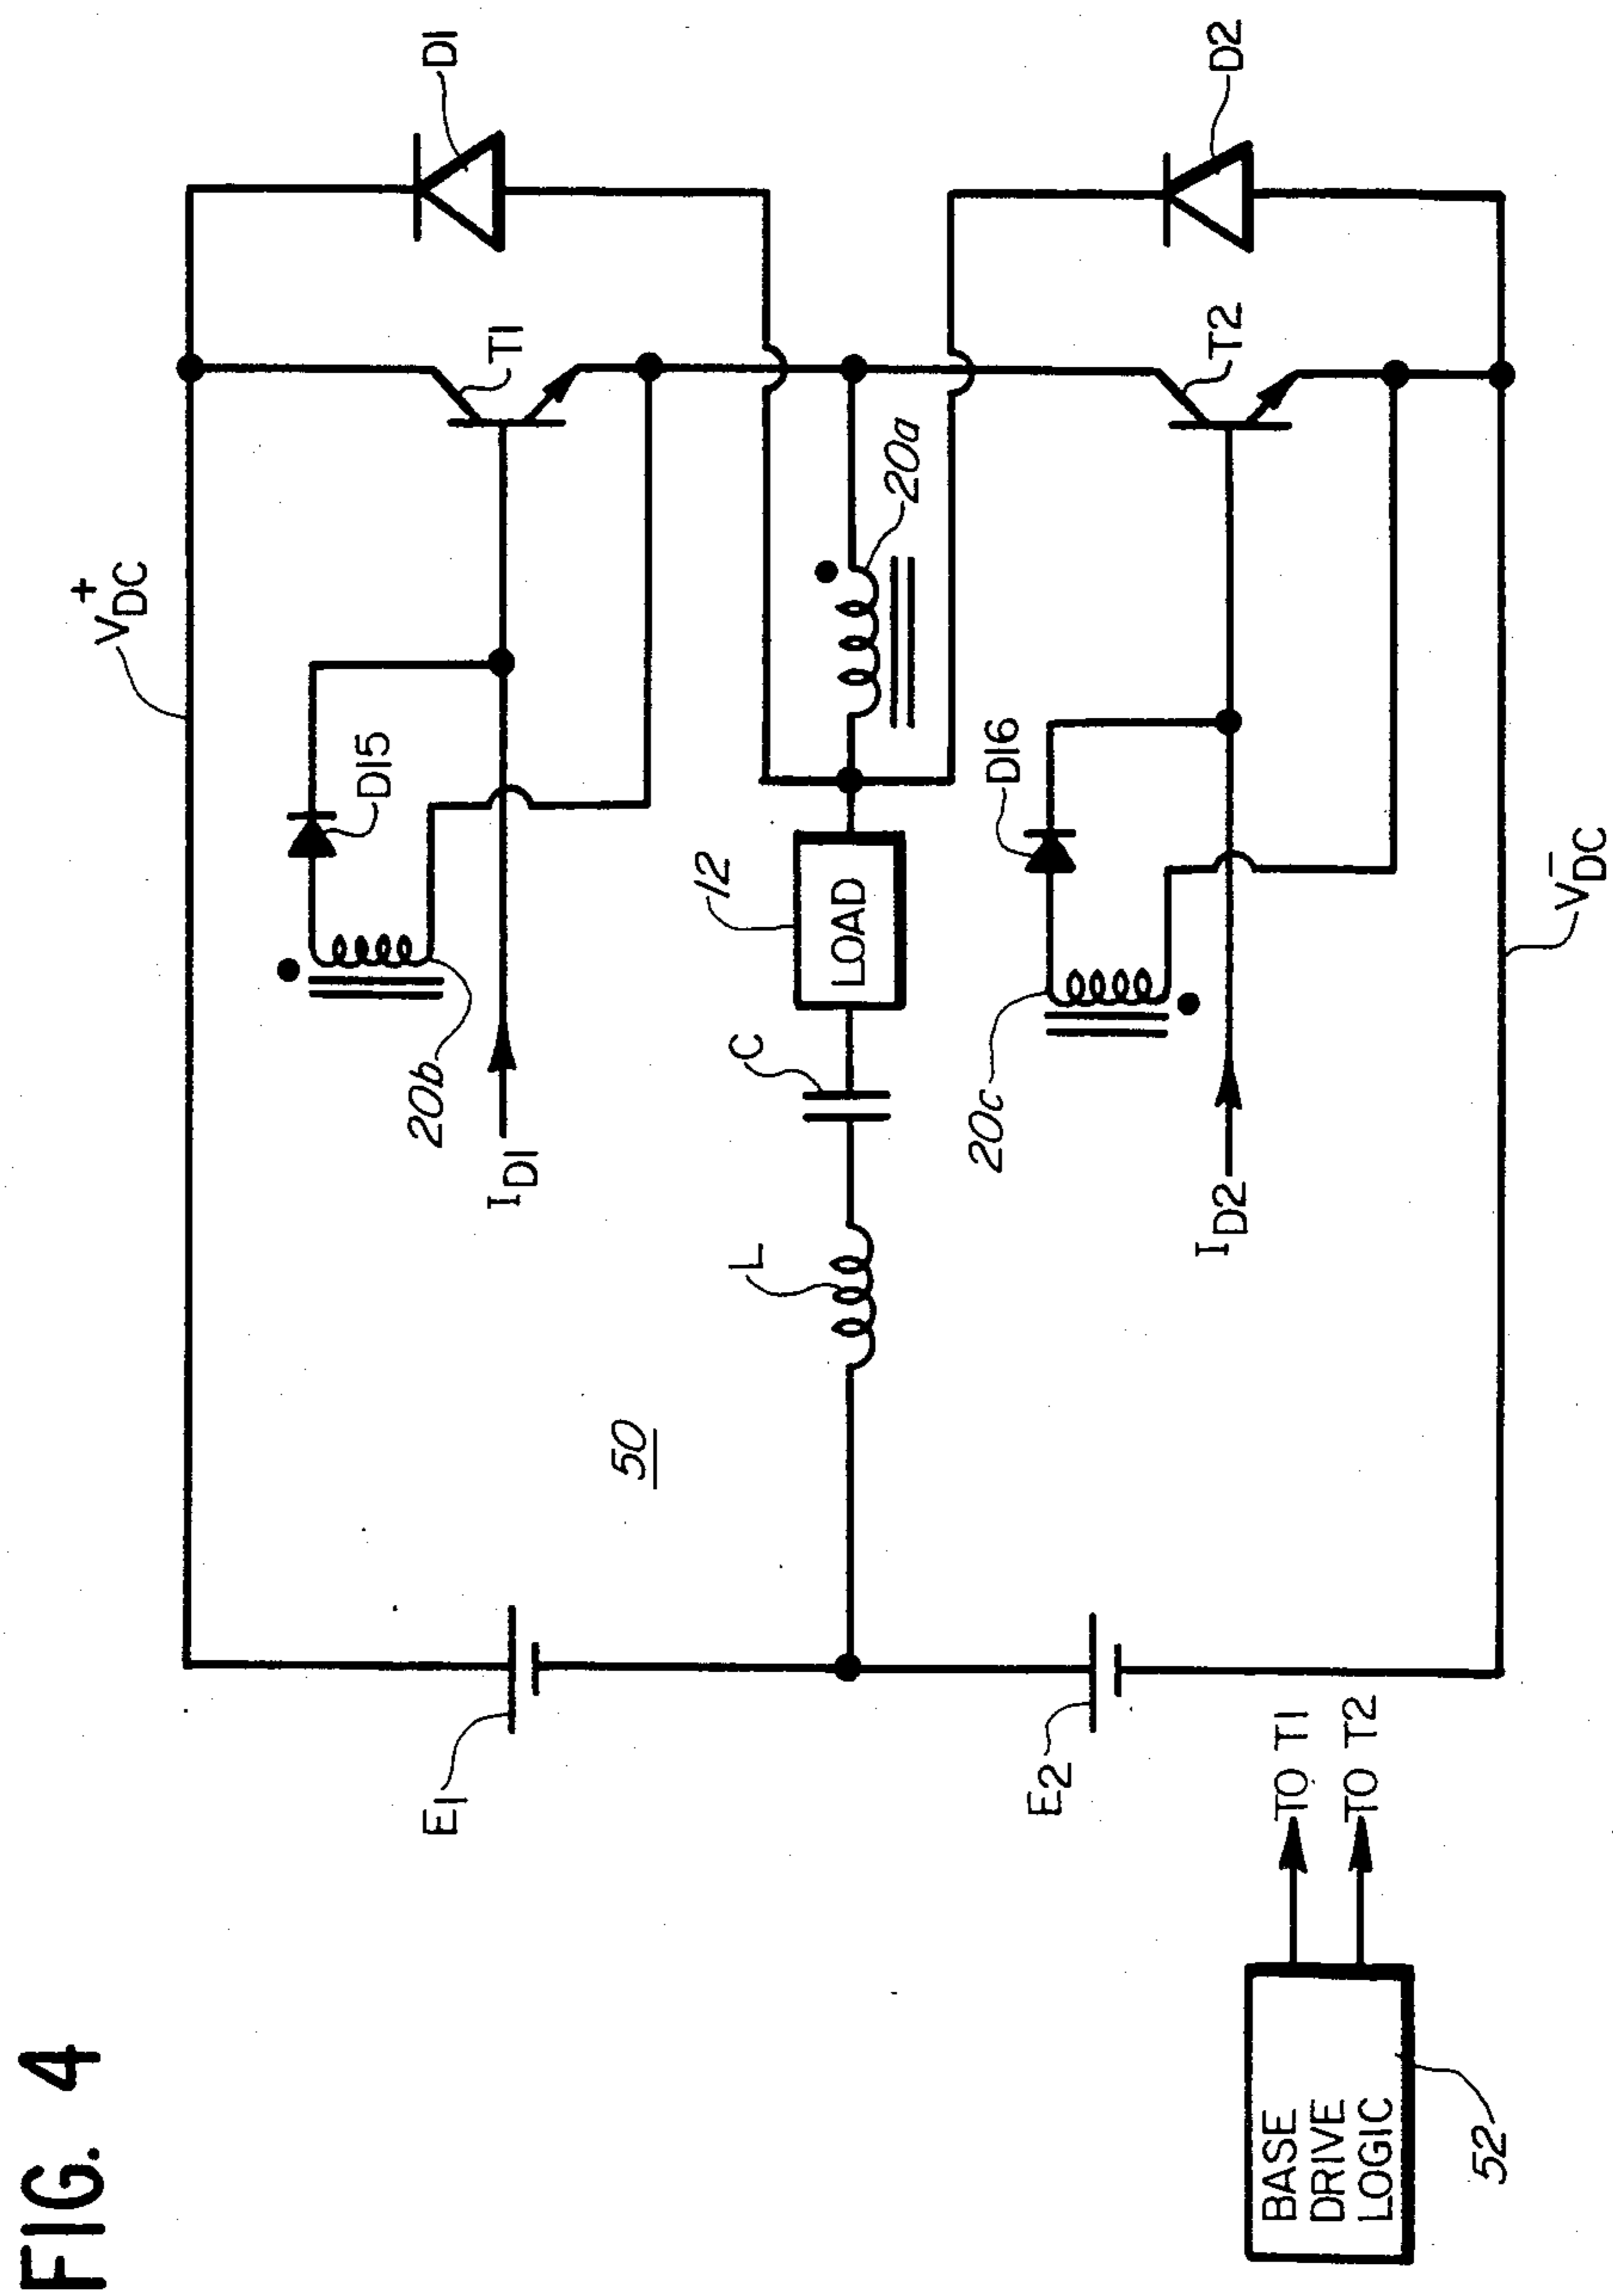 FIG. 4
V+DC
D1
T1
D15
20b
ID1
E1
50
L
C
12
LOAD
20a
D2
T2
D16
20c
ID2
E2
V-DC
BASE
DRIVE
LOGIC
TO T1
TO T2
52